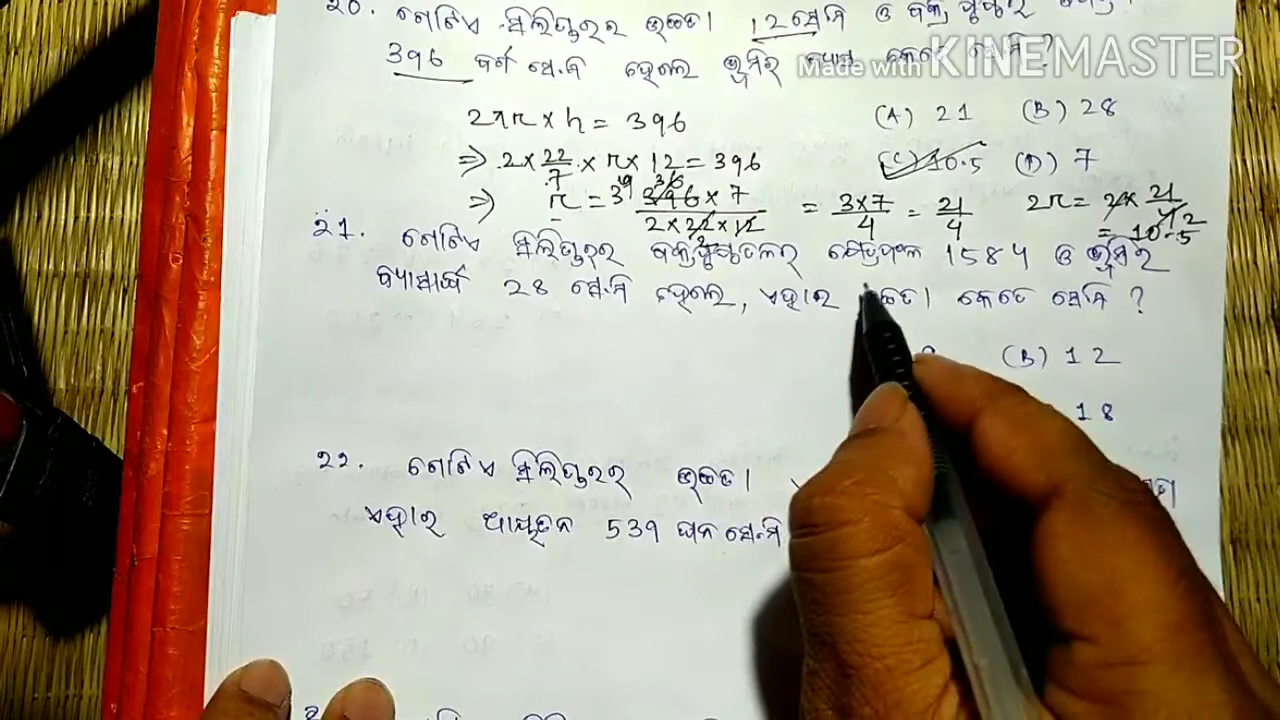 20. ଗୋଟିଏ ସିଲିଣ୍ଡରର ଉଚ୍ଚତା 12 ସେ.ମି ଓ ବକ୍ର
396 ବର୍ଗ ସେ.ମି ହେଲେ ଭୂମିର ବ୍ୟାସ କେତେ ସେ.ମି ?
Made with KINEMASTER
2πr × h = 396 (A) 21 (B) 28
⇒ 2 × 22/7 × r × 12 = 396 (C) 10.5 (D) 7
⇒ r = 396 × 7 / 2 × 22 × 12 = 3 × 7 / 4 = 21/4 2r = 2 × 21/4 = 10.5
21. ଗୋଟିଏ ସିଲିଣ୍ଡରର ବକ୍ରପୃଷ୍ଠତଳର କ୍ଷେତ୍ରଫଳ 1584 ଓ ଭୂମିର
ବ୍ୟାସାର୍ଦ୍ଧ 28 ସେ.ମି ହେଲେ, ଏହାର ଉଚ୍ଚତା କେତେ ସେ.ମି ?
(B) 12
18
22. ଗୋଟିଏ ସିଲିଣ୍ଡରର ଉଚ୍ଚତା
ଏହାର ଆୟତନ 539 ଘନ ସେ.ମି